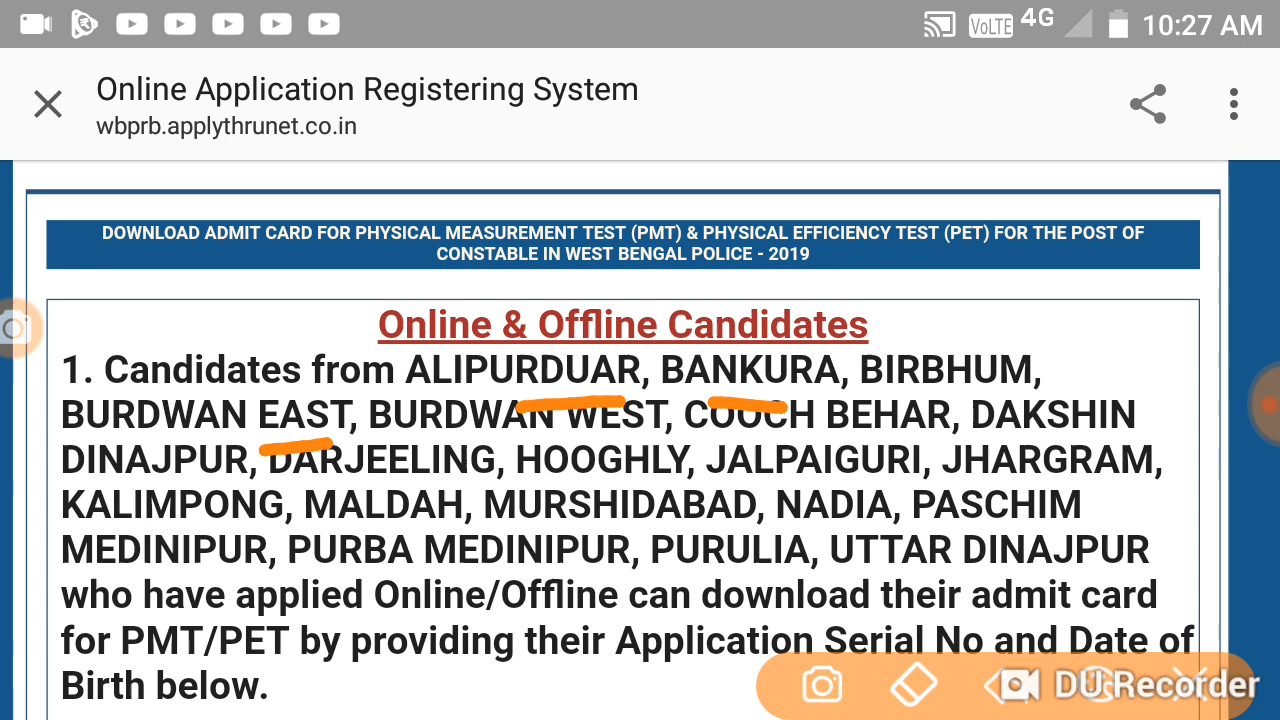 VoLTE 4G 10:27 AM
Online Application Registering System
wbprb.applythrunet.co.in
DOWNLOAD ADMIT CARD FOR PHYSICAL MEASUREMENT TEST (PMT) & PHYSICAL EFFICIENCY TEST (PET) FOR THE POST OF
CONSTABLE IN WEST BENGAL POLICE - 2019
Online & Offline Candidates
1. Candidates from ALIPURDUAR, BANKURA, BIRBHUM,
BURDWAN EAST, BURDWAN WEST, COOCH BEHAR, DAKSHIN
DINAJPUR, DARJEELING, HOOGHLY, JALPAIGURI, JHARGRAM,
KALIMPONG, MALDAH, MURSHIDABAD, NADIA, PASCHIM
MEDINIPUR, PURBA MEDINIPUR, PURULIA, UTTAR DINAJPUR
who have applied Online/Offline can download their admit card
for PMT/PET by providing their Application Serial No and Date of
Birth below.
DU Recorder